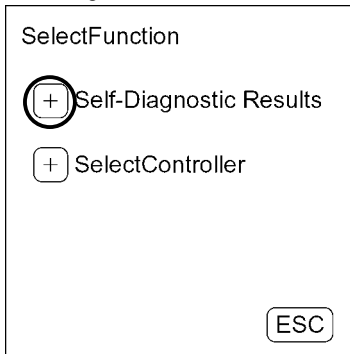 SelectFunction
+ Self-Diagnostic Results
+ SelectController
ESC